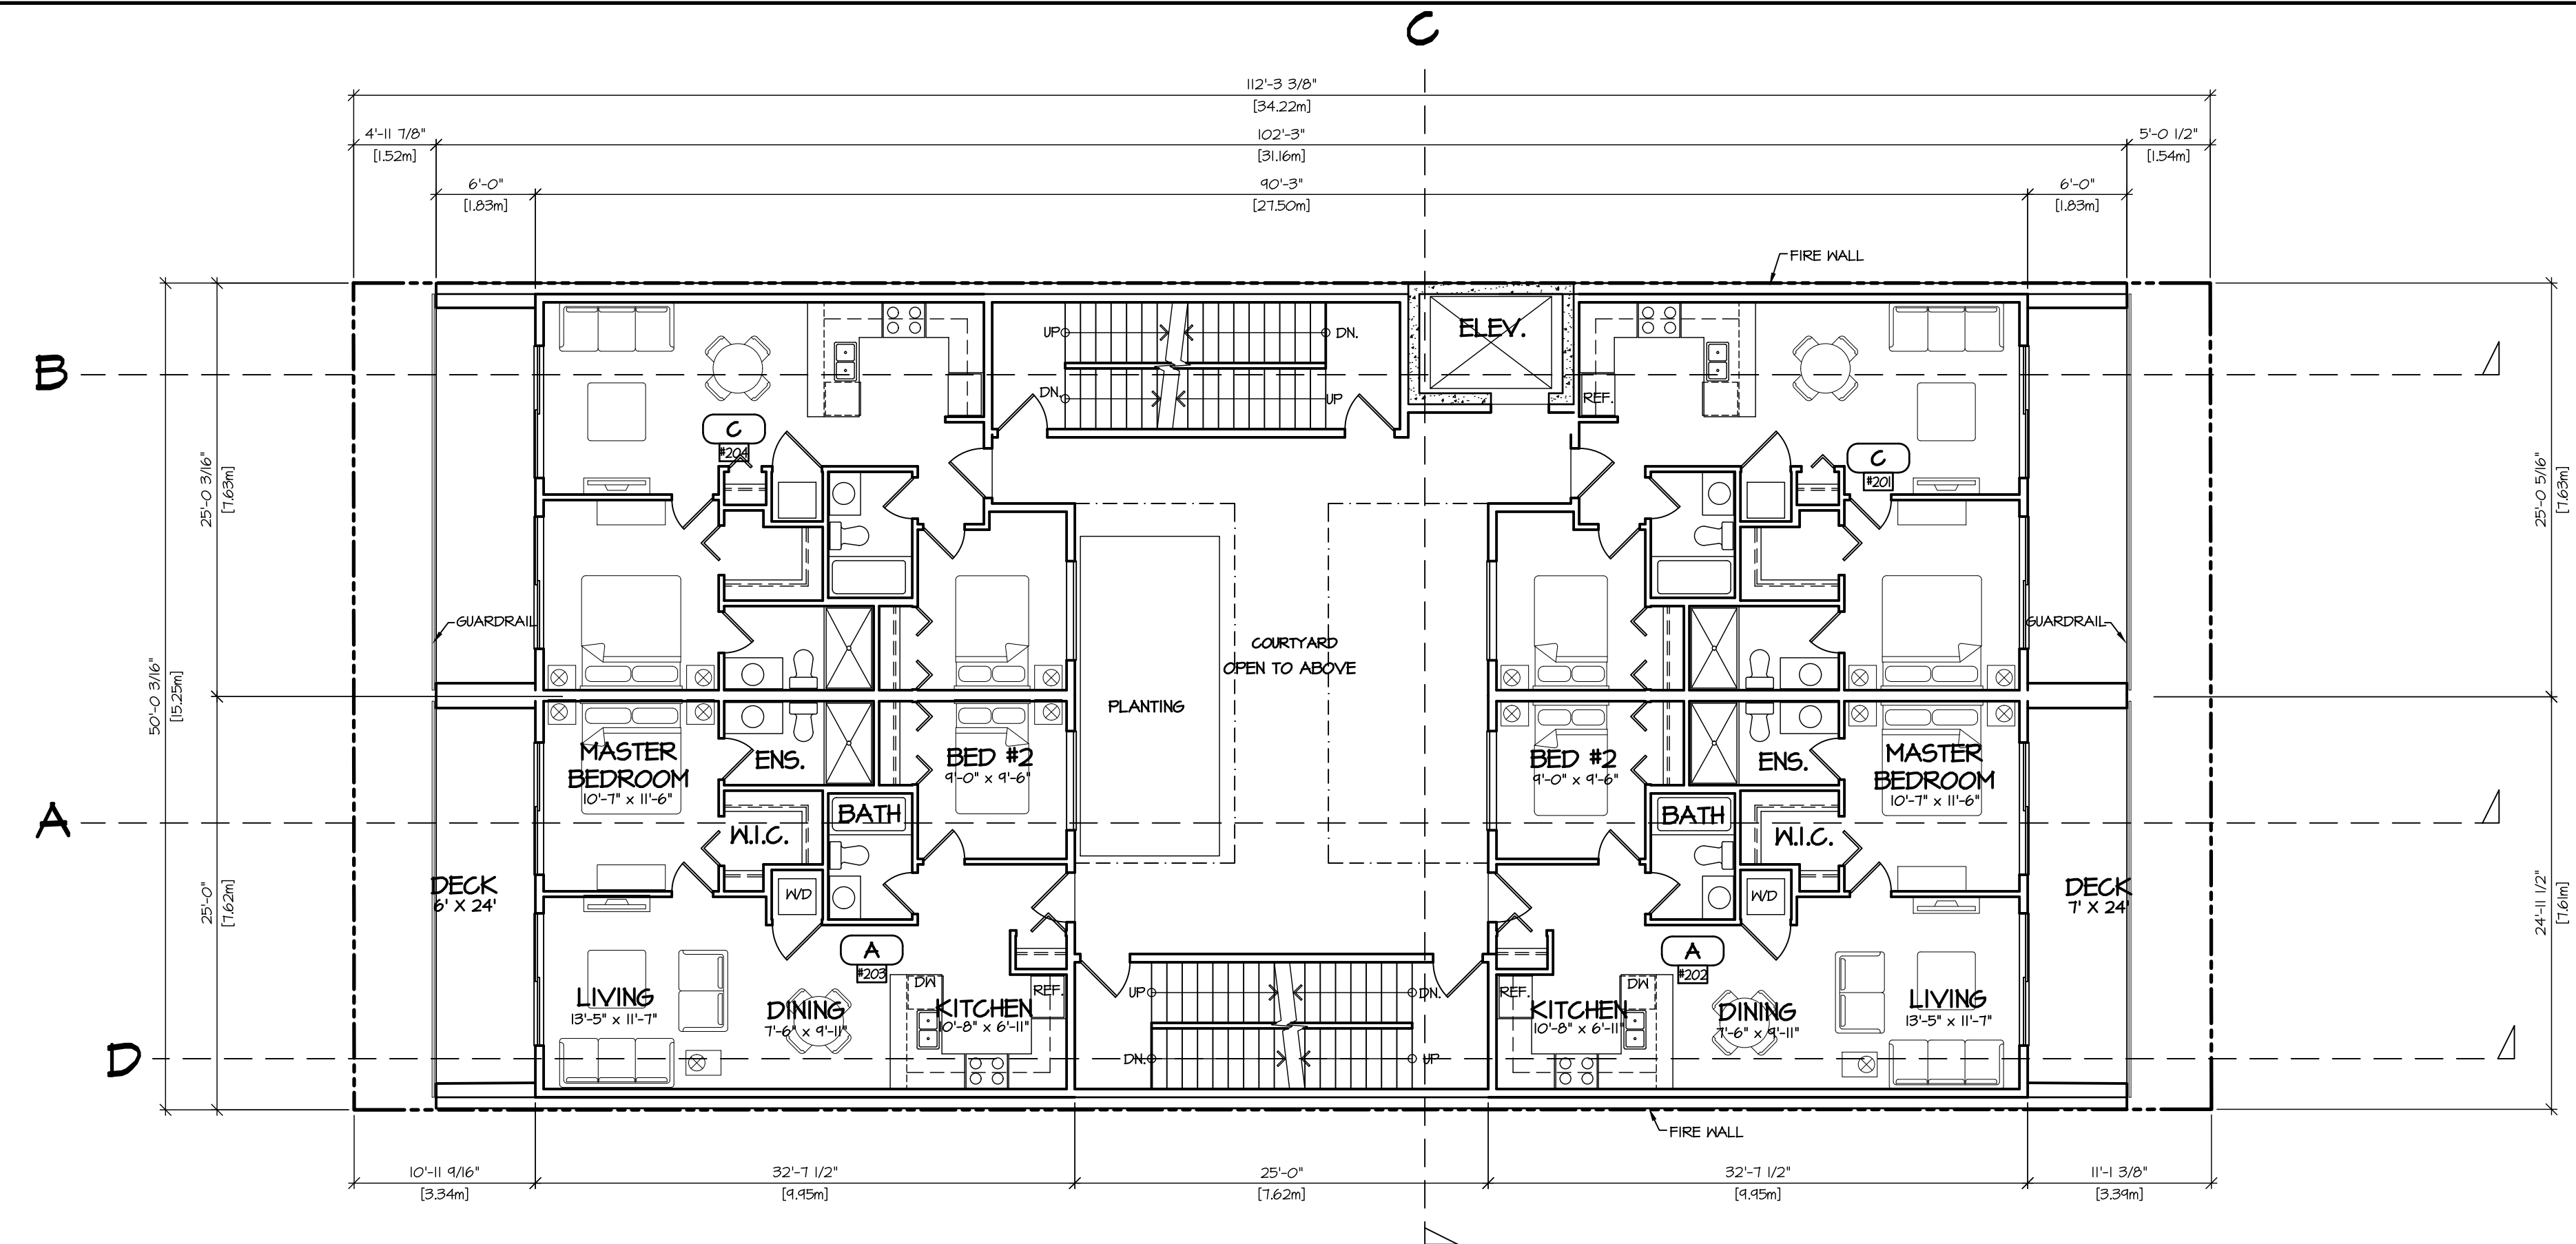 C
112'-3 3/8"
[34.22m]
4'-11 7/8"
[1.52m]
102'-3"
[31.16m]
5'-0 1/2"
[1.54m]
6'-0"
[1.83m]
90'-3"
[27.50m]
6'-0"
[1.83m]
FIRE WALL
B
UP
DN.
ELEV.
DN.
UP
REF.
C
#204
C
#201
25'-0 3/16"
[7.63m]
25'-0 5/16"
[7.63m]
GUARDRAIL
GUARDRAIL
COURTYARD
OPEN TO ABOVE
50'-0 3/16"
[15.25m]
PLANTING
MASTER
BEDROOM
10'-7" x 11'-6"
ENS.
BED #2
9'-0" x 9'-6"
BED #2
9'-0" x 9'-6"
ENS.
MASTER
BEDROOM
10'-7" x 11'-6"
A
BATH
W.I.C.
BATH
W.I.C.
DECK
6' X 24'
W/D
W/D
DECK
7' X 24'
25'-0"
[7.62m]
24'-11 1/2"
[7.61m]
A
#203
A
#202
DW
REF.
UP
DN.
REF.
DW
LIVING
13'-5" x 11'-7"
DINING
7'-6" x 9'-11"
KITCHEN
10'-8" x 6'-11"
KITCHEN
10'-8" x 6'-11"
DINING
7'-6" x 9'-11"
LIVING
13'-5" x 11'-7"
D
DN.
UP
FIRE WALL
10'-11 9/16"
[3.34m]
32'-7 1/2"
[9.95m]
25'-0"
[7.62m]
32'-7 1/2"
[9.95m]
11'-1 3/8"
[3.39m]